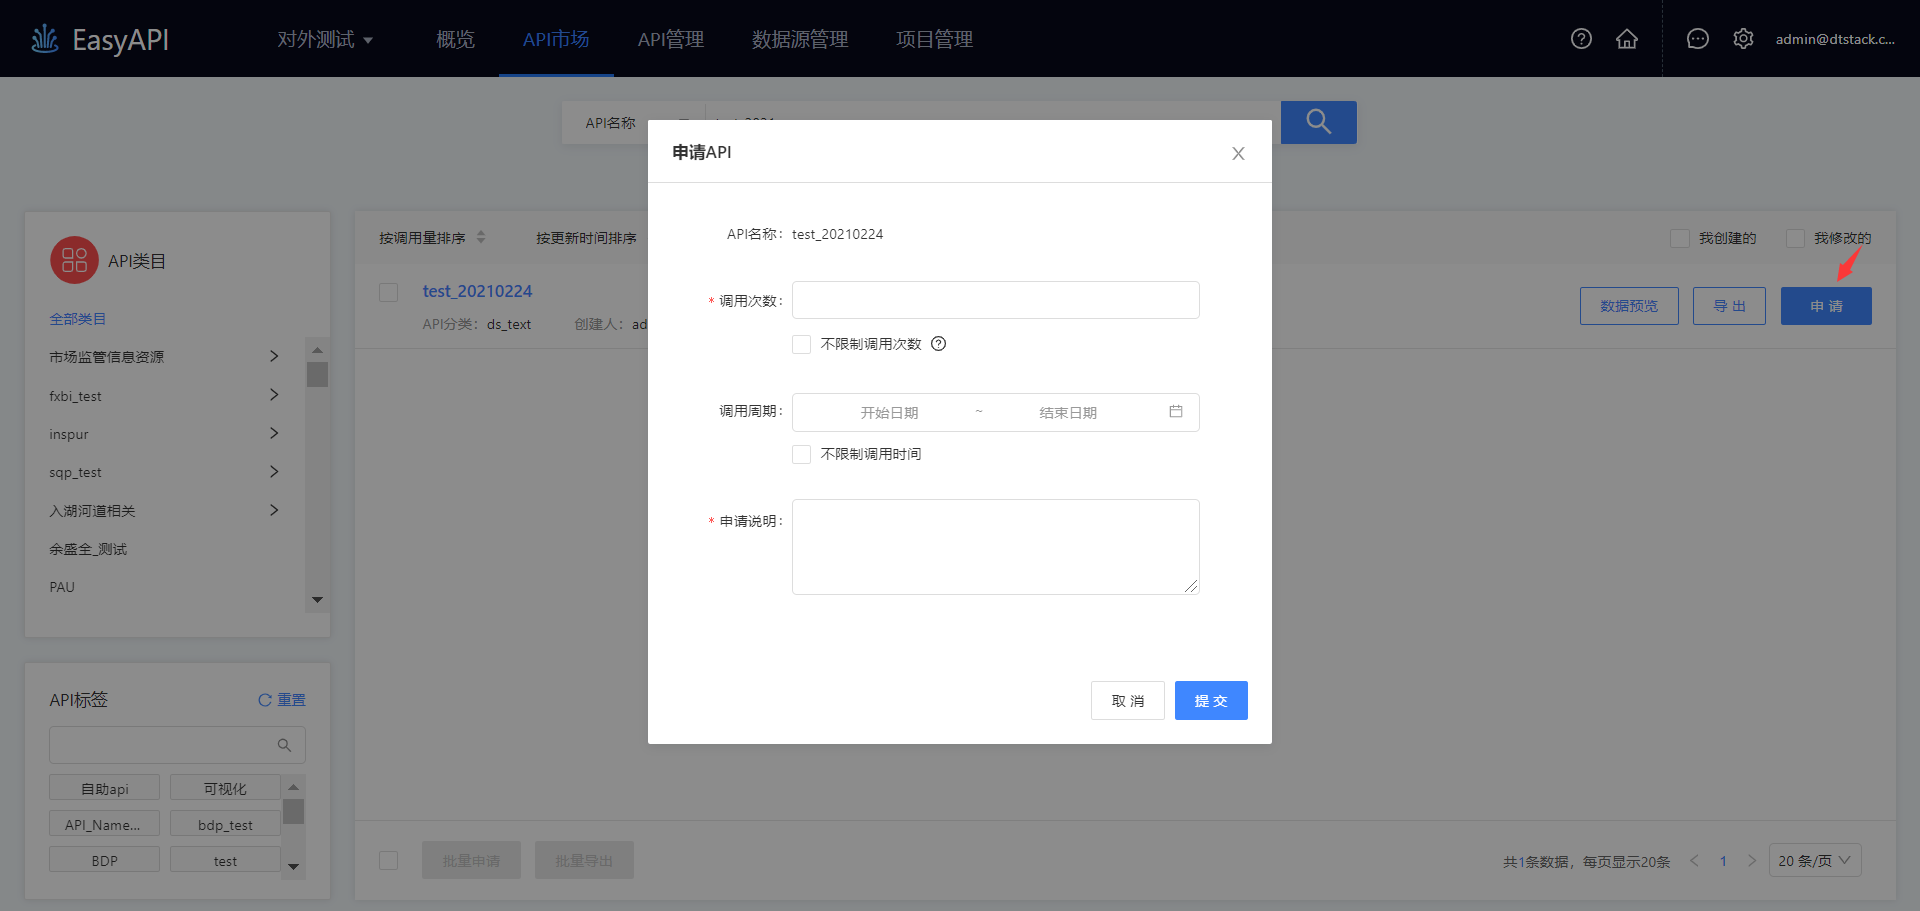 EasyAPI
对外测试
概览
API市场
API管理
数据源管理
项目管理
admin@dtstack.c...
API名称
申请API
API名称: test_20210224
* 调用次数:
不限制调用次数
调用周期: 开始日期 ~ 结束日期
不限制调用时间
* 申请说明:
取 消
提 交
API类目
全部类目
市场监管信息资源
fxbi_test
inspur
sqp_test
入湖河道相关
余盛全_测试
PAU
API标签
重置
自助api
可视化
API_Name...
bdp_test
BDP
test
按调用量排序
按更新时间排序
我创建的
我修改的
test_20210224
API分类: ds_text
创建人: ad
数据预览
导 出
申 请
批量申请
批量导出
共1条数据, 每页显示20条
1
20 条/页